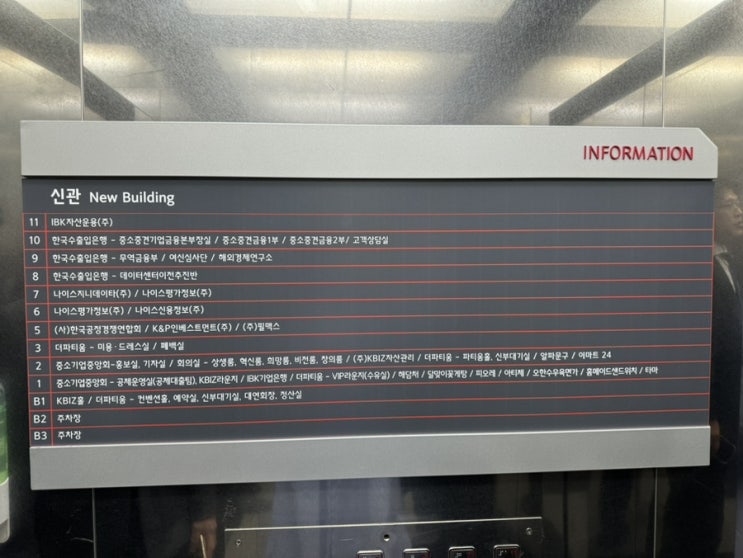 INFORMATION
신관 New Building
11 IBK자산운용(주)
10 한국수출입은행 - 중소중견기업금융본부장실 / 중소중견금융1부 / 중소중견금융2부 / 고객상담실
9 한국수출입은행 - 무역금융부 / 여신심사단 / 해외경제연구소
8 한국수출입은행 - 데이터센터이전추진반
7 나이스지니데이타(주) / 나이스평가정보(주)
6 나이스평가정보(주) / 나이스신용정보(주)
5 (사)한국공정경쟁연합회 / K&P인베스트먼트(주) / (주)필맥스
3 더파티움 - 미용·드레스실 / 폐백실
2 중소기업중앙회-홍보실, 기자실 / 회의실 - 상생룸, 혁신룸, 희망룸, 비전룸, 창의룸 / (주)KBIZ자산관리 / 더파티움 - 파티움홀, 신부대기실 / 알파문구 / 이마트 24
1 중소기업중앙회 - 공제운영실(공제대출팀), KBIZ라운지 / IBK기업은행 / 더파티움 - VIP라운지(수유실) / 해담채 / 달맞이꽃게탕 / 피오레 / 아티제 / 오한수우육면가 / 홈메이드샌드위치 / 타마
B1 KBIZ홀 / 더파티움 - 컨벤션홀, 예약실, 신부대기실, 대연회장, 정산실
B2 주차장
B3 주차장